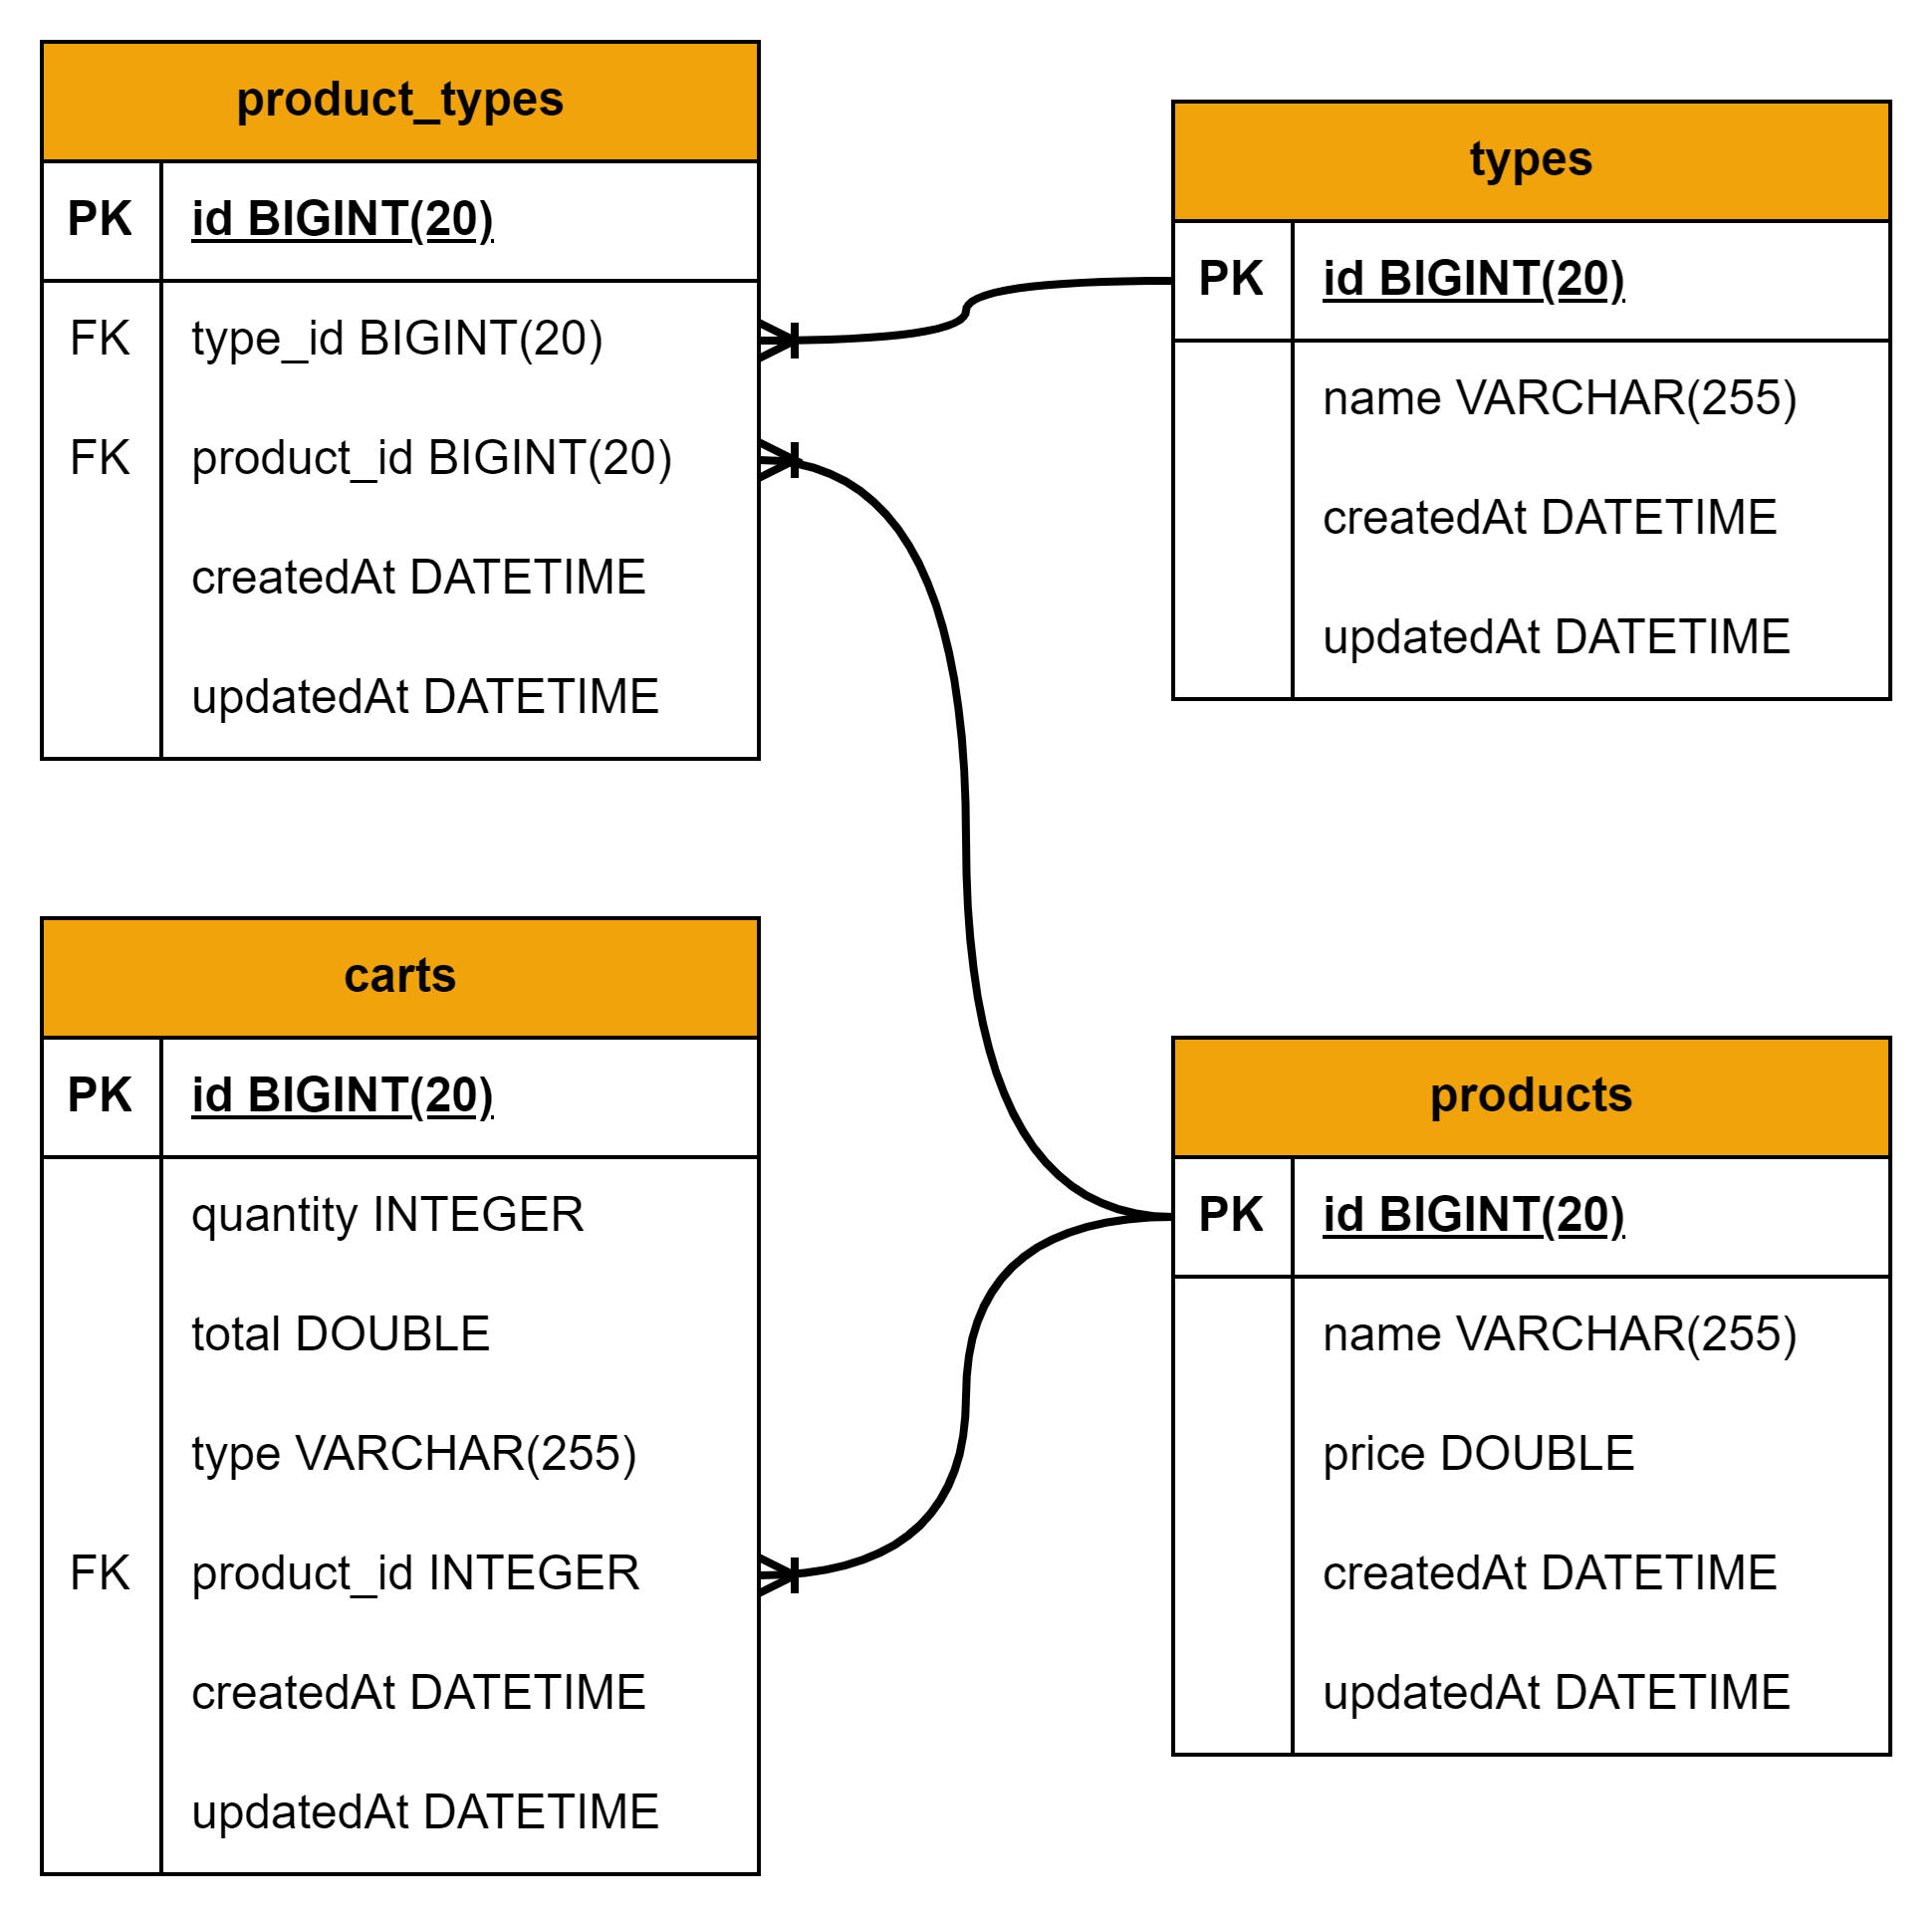 product_types
PK id BIGINT(20)
FK type_id BIGINT(20)
FK product_id BIGINT(20)
createdAt DATETIME
updatedAt DATETIME
types
PK id BIGINT(20)
name VARCHAR(255)
createdAt DATETIME
updatedAt DATETIME
carts
PK id BIGINT(20)
quantity INTEGER
total DOUBLE
type VARCHAR(255)
FK product_id INTEGER
createdAt DATETIME
updatedAt DATETIME
products
PK id BIGINT(20)
name VARCHAR(255)
price DOUBLE
createdAt DATETIME
updatedAt DATETIME